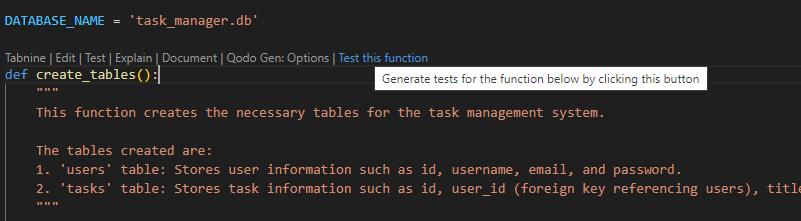 DATABASE_NAME = 'task_manager.db'
Tabnine | Edit | Test | Explain | Document | Qodo Gen: Options | Test this function
def create_tables():
Generate tests for the function below by clicking this button
"""
This function creates the necessary tables for the task management system.
The tables created are:
1. 'users' table: Stores user information such as id, username, email, and password.
2. 'tasks' table: Stores task information such as id, user_id (foreign key referencing users), title
"""